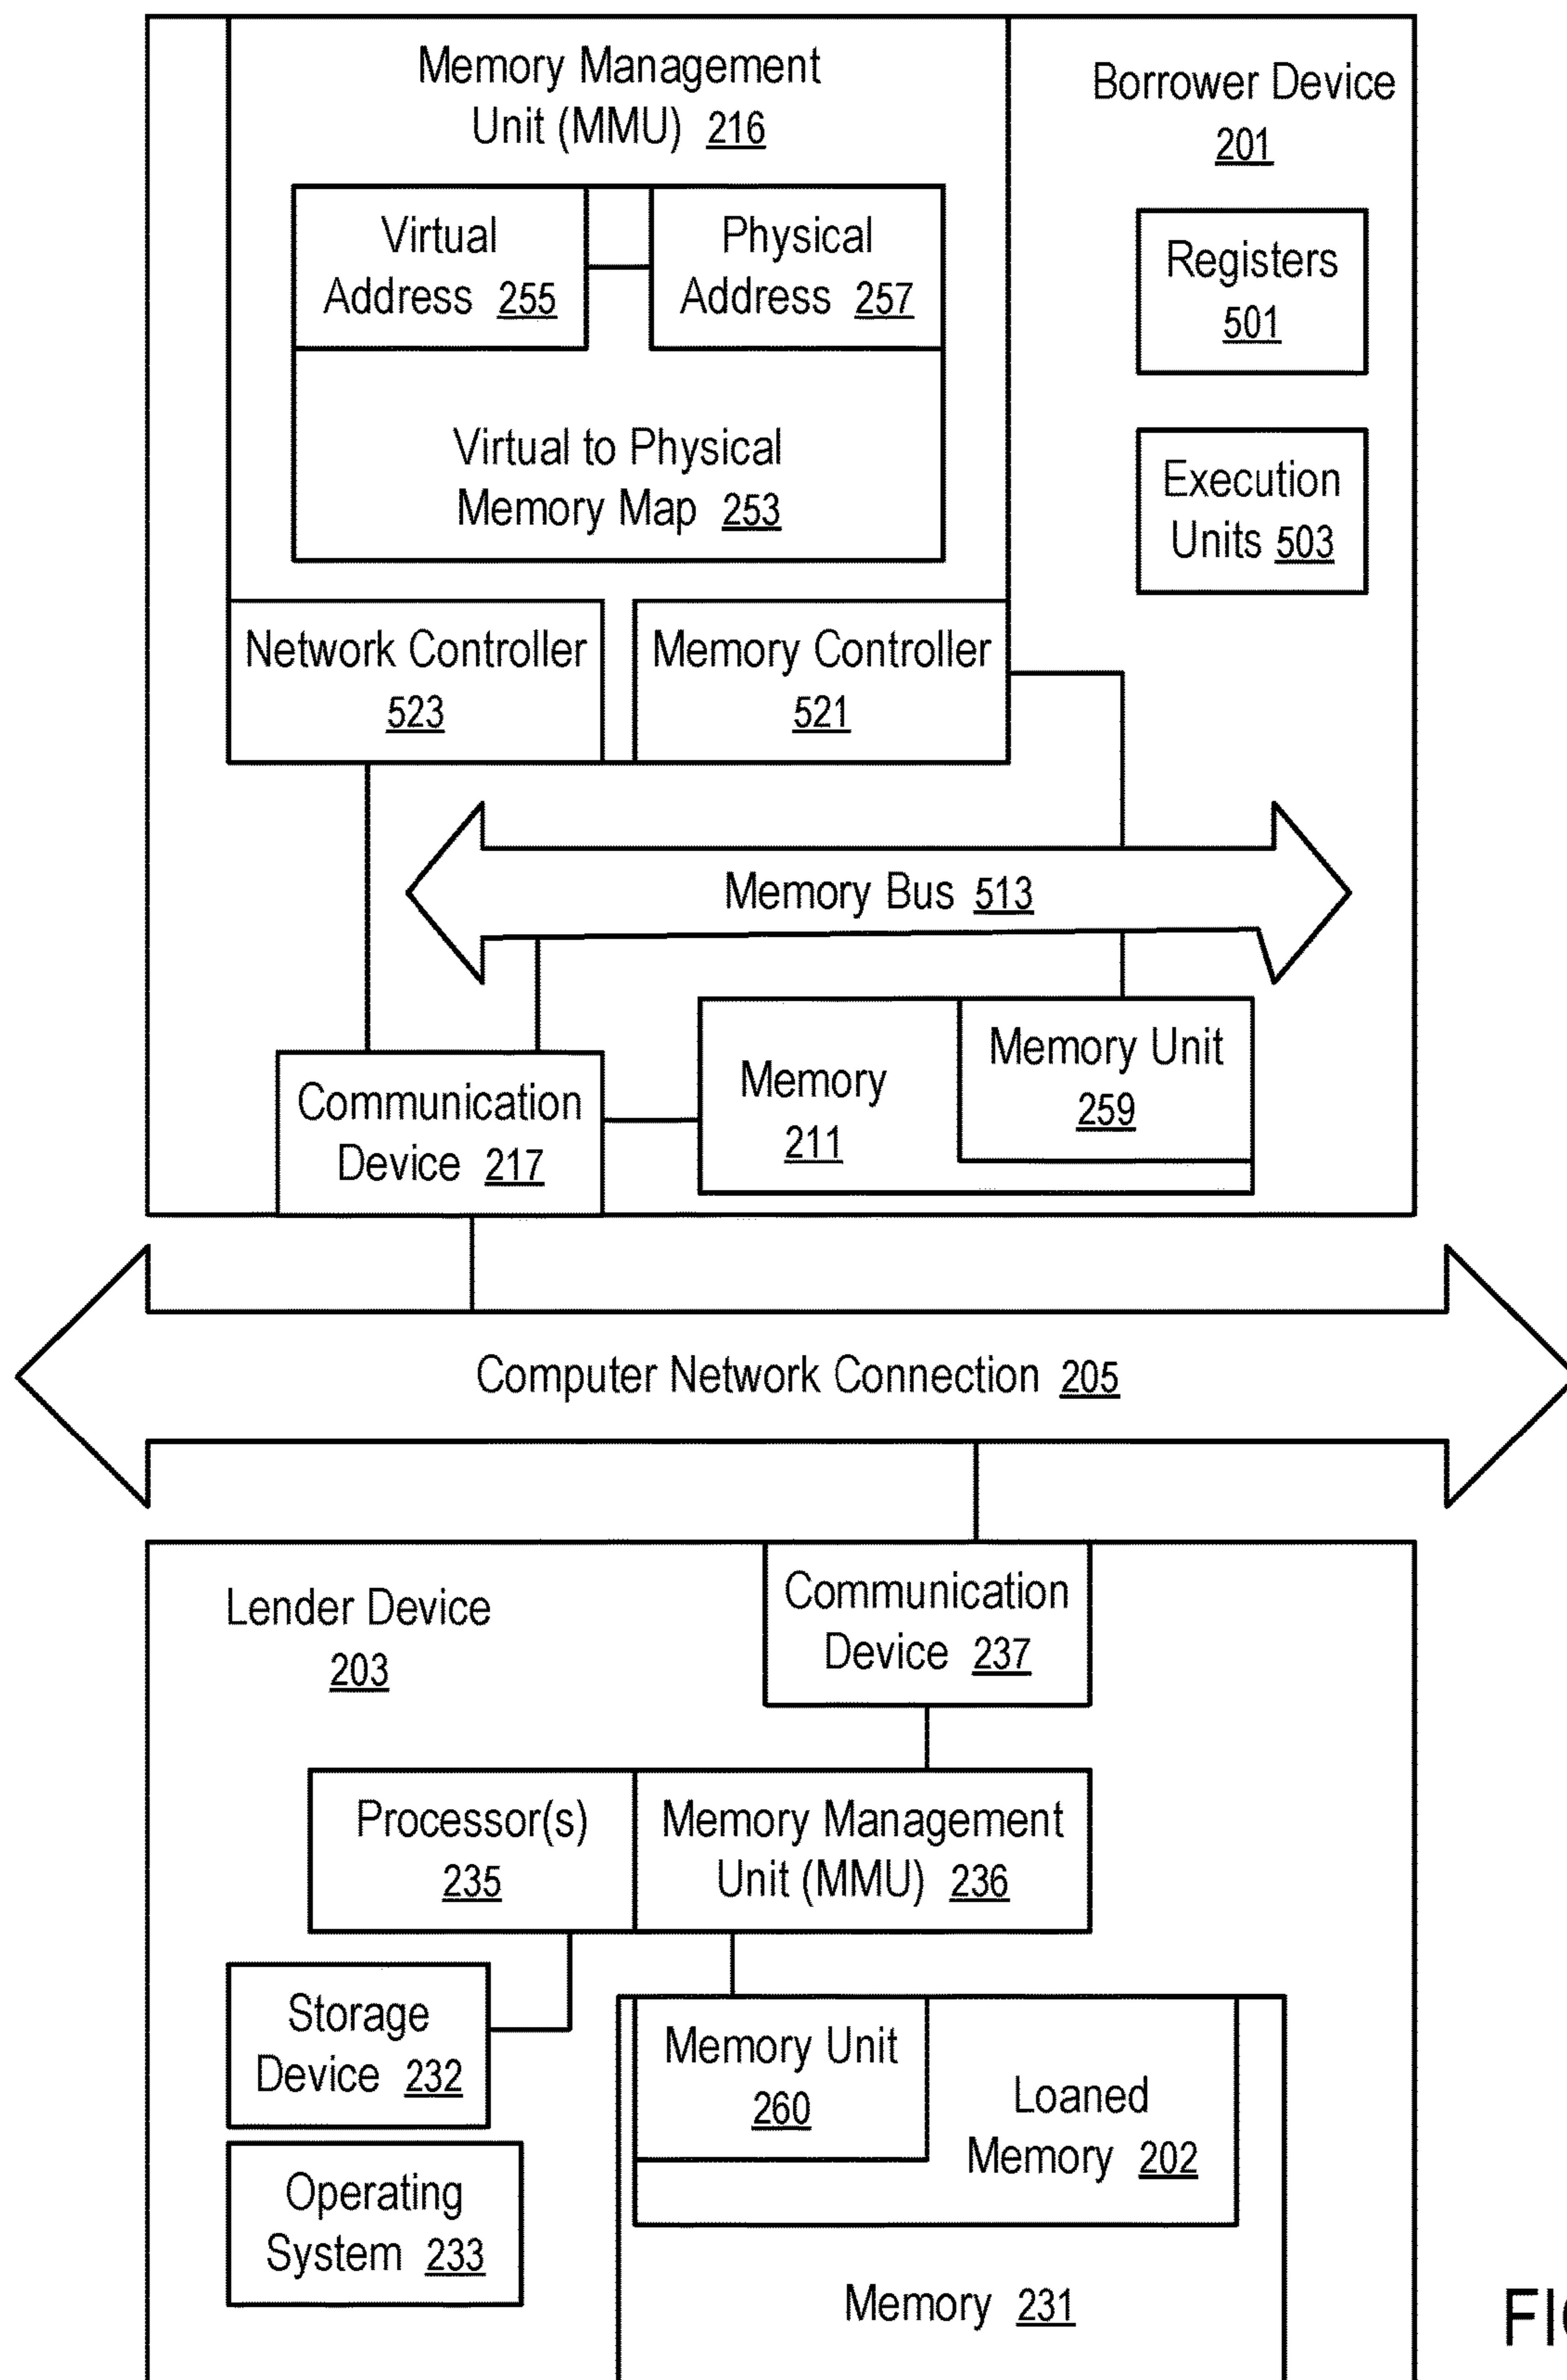 Memory Management
Unit (MMU) 216
Borrower Device
201
Virtual
Address 255
Physical
Address 257
Registers
501
Virtual to Physical
Memory Map 253
Execution
Units 503
Network Controller
523
Memory Controller
521
Memory Bus 513
Communication
Device 217
Memory
211
Memory Unit
259
Computer Network Connection 205
Lender Device
203
Communication
Device 237
Processor(s)
235
Memory Management
Unit (MMU) 236
Storage
Device 232
Memory Unit
260
Loaned
Memory 202
Operating
System 233
Memory 231